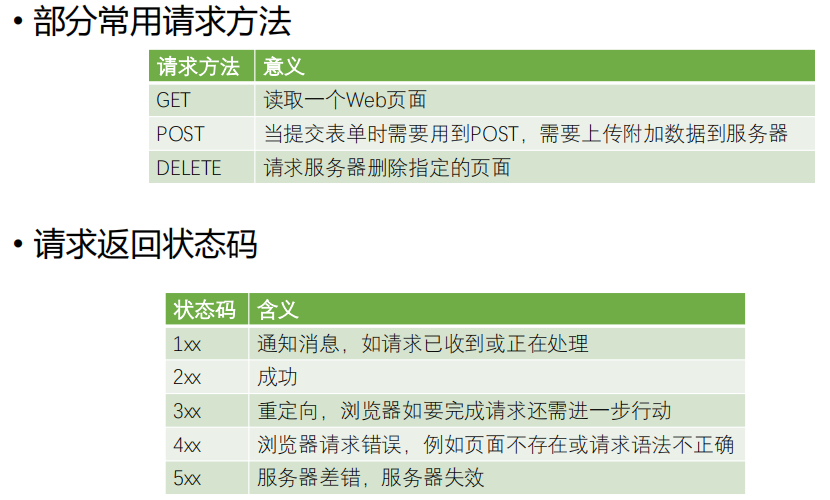 • 部分常用请求方法
请求方法 意义
GET 读取一个Web页面
POST 当提交表单时需要用到POST，需要上传附加数据到服务器
DELETE 请求服务器删除指定的页面
• 请求返回状态码
状态码 含义
1xx 通知消息，如请求已收到或正在处理
2xx 成功
3xx 重定向，浏览器如要完成请求还需进一步行动
4xx 浏览器请求错误，例如页面不存在或请求语法不正确
5xx 服务器差错，服务器失效